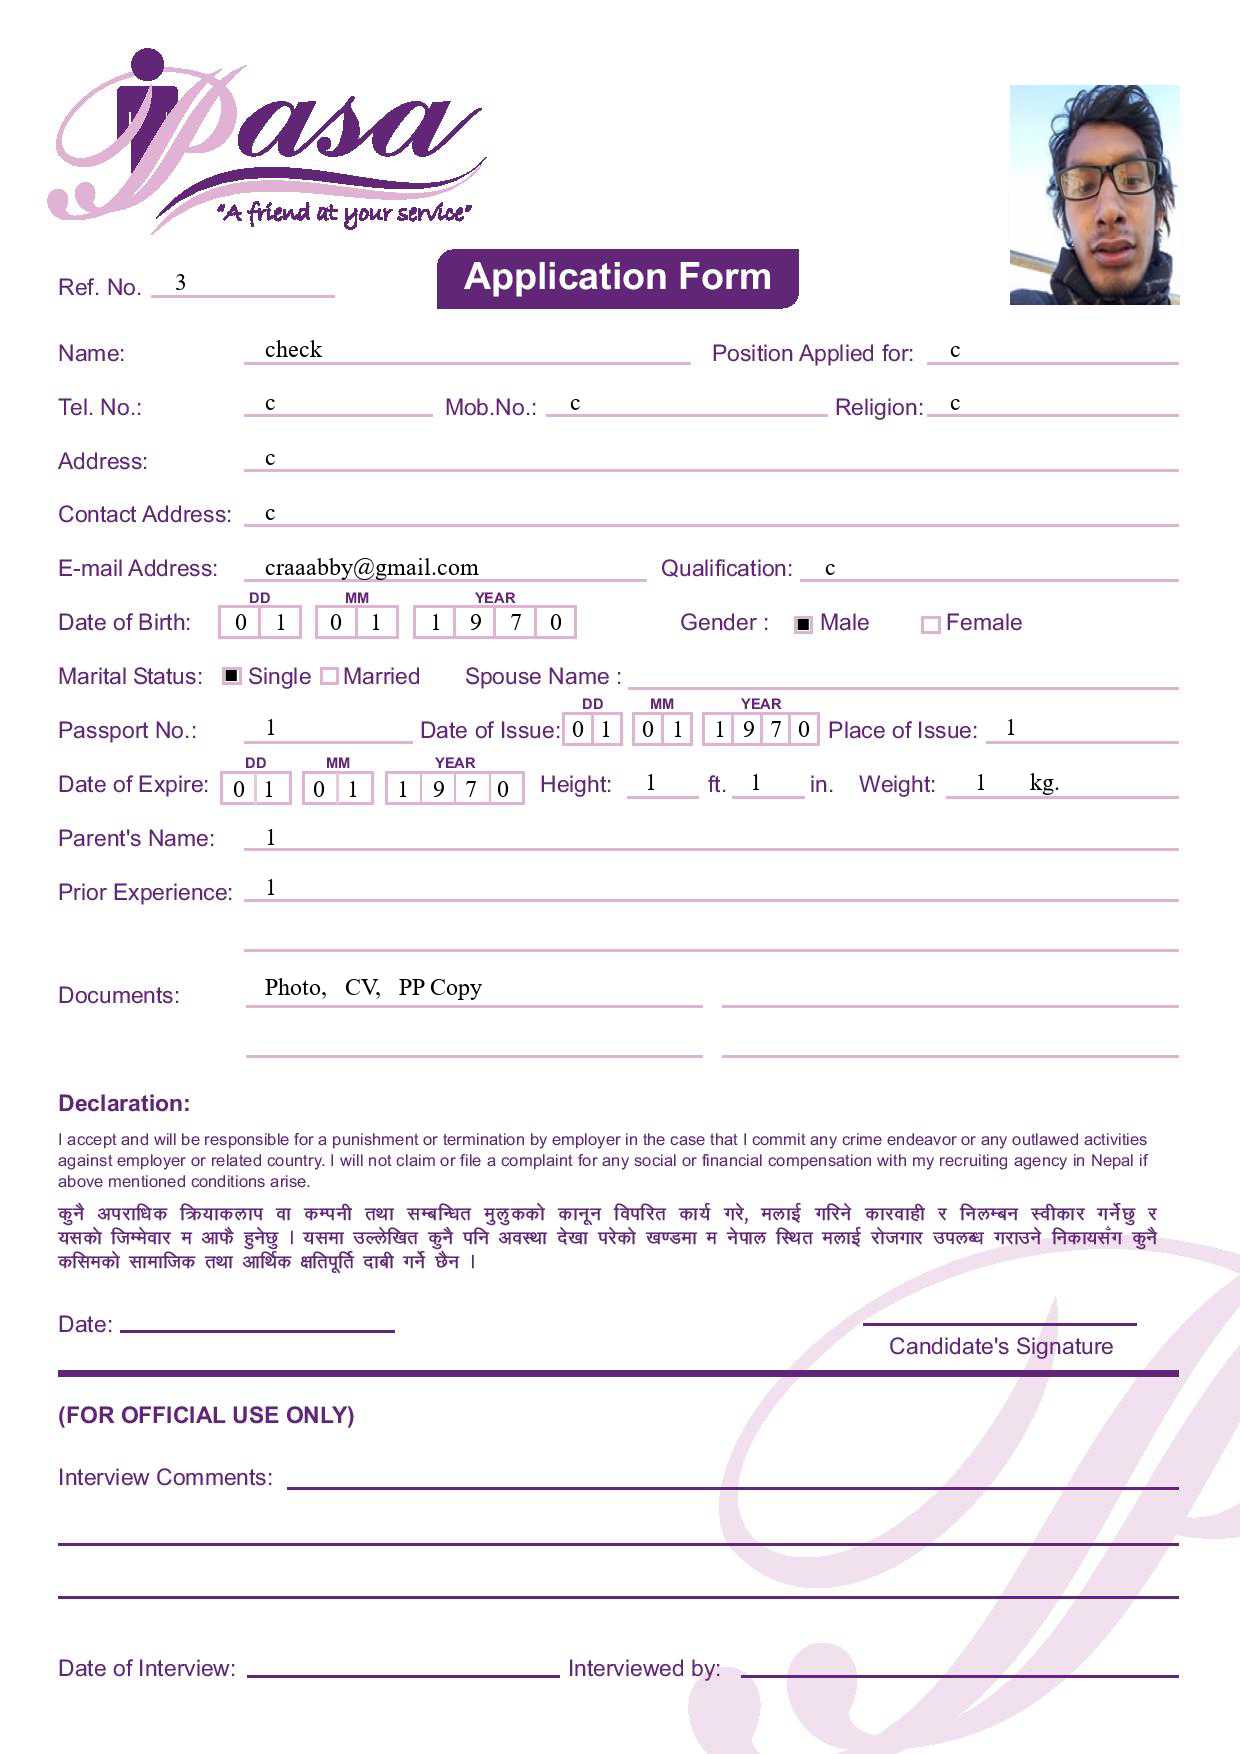 Pasa
"A friend at your service"
Ref. No. 3
Application Form
Name: check Position Applied for: c
Tel. No.: c Mob.No.: c Religion: c
Address: c
Contact Address: c
E-mail Address: craaabby@gmail.com Qualification: c
DD MM YEAR
Date of Birth: 0 1 0 1 1 9 7 0 Gender : Male Female
Marital Status: Single Married Spouse Name :
DD MM YEAR
Passport No.: 1 Date of Issue: 0 1 0 1 1 9 7 0 Place of Issue: 1
DD MM YEAR
Date of Expire: 0 1 0 1 1 9 7 0 Height: 1 ft. 1 in. Weight: 1 kg.
Parent's Name: 1
Prior Experience: 1
Documents: Photo, CV, PP Copy
Declaration:
I accept and will be responsible for a punishment or termination by employer in the case that I commit any crime endeavor or any outlawed activities
against employer or related country. I will not claim or file a complaint for any social or financial compensation with my recruiting agency in Nepal if
above mentioned conditions arise.
कुनै अपराधिक क्रियाकलाप वा कम्पनी तथा सम्बन्धित मुलुकको कानून विपरित कार्य गरे, मलाई गरिने कारवाही र निलम्बन स्वीकार गर्नेछु र
यसको जिम्मेवार म आफै हुनेछु । यसमा उल्लेखित कुनै पनि अवस्था देखा परेको खण्डमा म नेपाल स्थित मलाई रोजगार उपलब्ध गराउने निकायसँग कुनै
कसिमको सामाजिक तथा आर्थिक क्षतिपूर्ति दाबी गर्ने छैन ।
Date:
Candidate's Signature
(FOR OFFICIAL USE ONLY)
Interview Comments:
Date of Interview: Interviewed by: